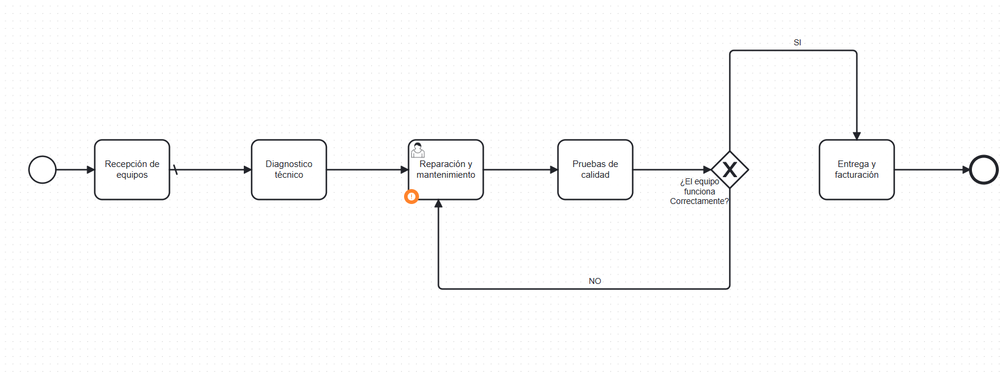 SI
Recepción de
equipos
Diagnostico
técnico
Reparación y
mantenimiento
Pruebas de
calidad
¿El equipo
funciona
Correctamente?
Entrega y
facturación
NO